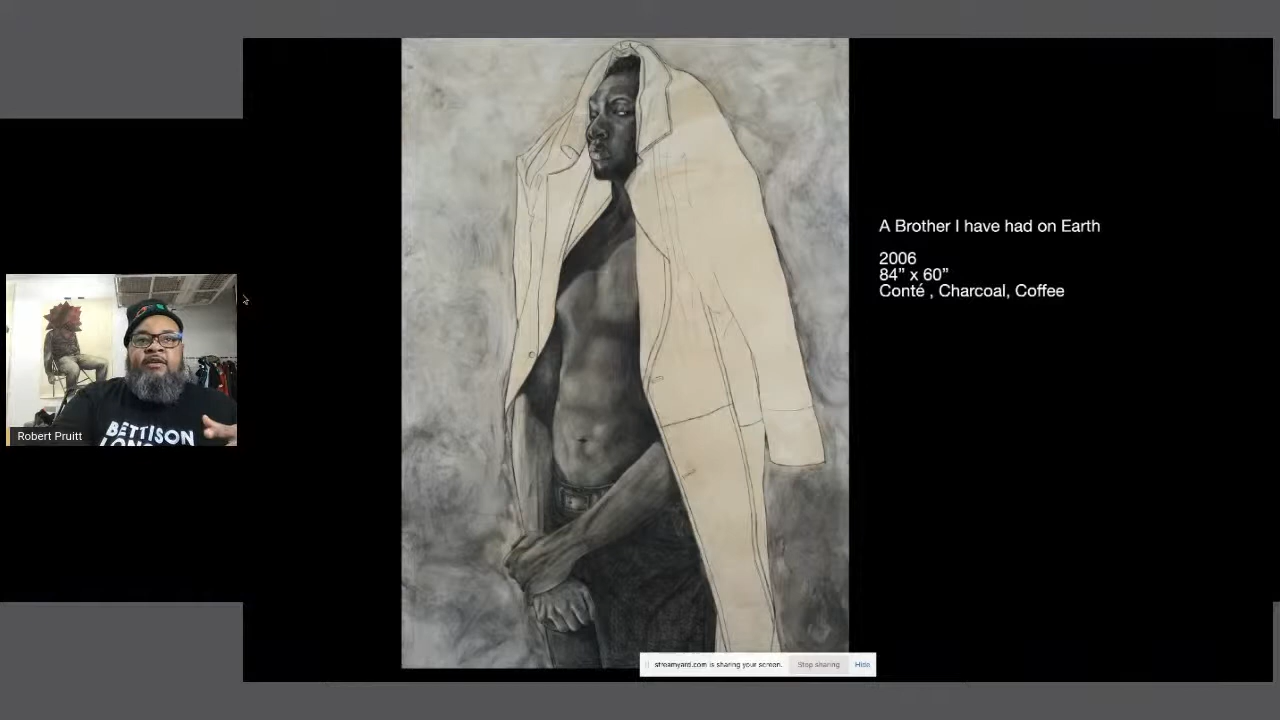 A Brother I have had on Earth
2006
84” x 60”
Conté , Charcoal, Coffee
BETTISON
Robert Pruitt
streamyard.com is sharing your screen.
Stop sharing
Hide